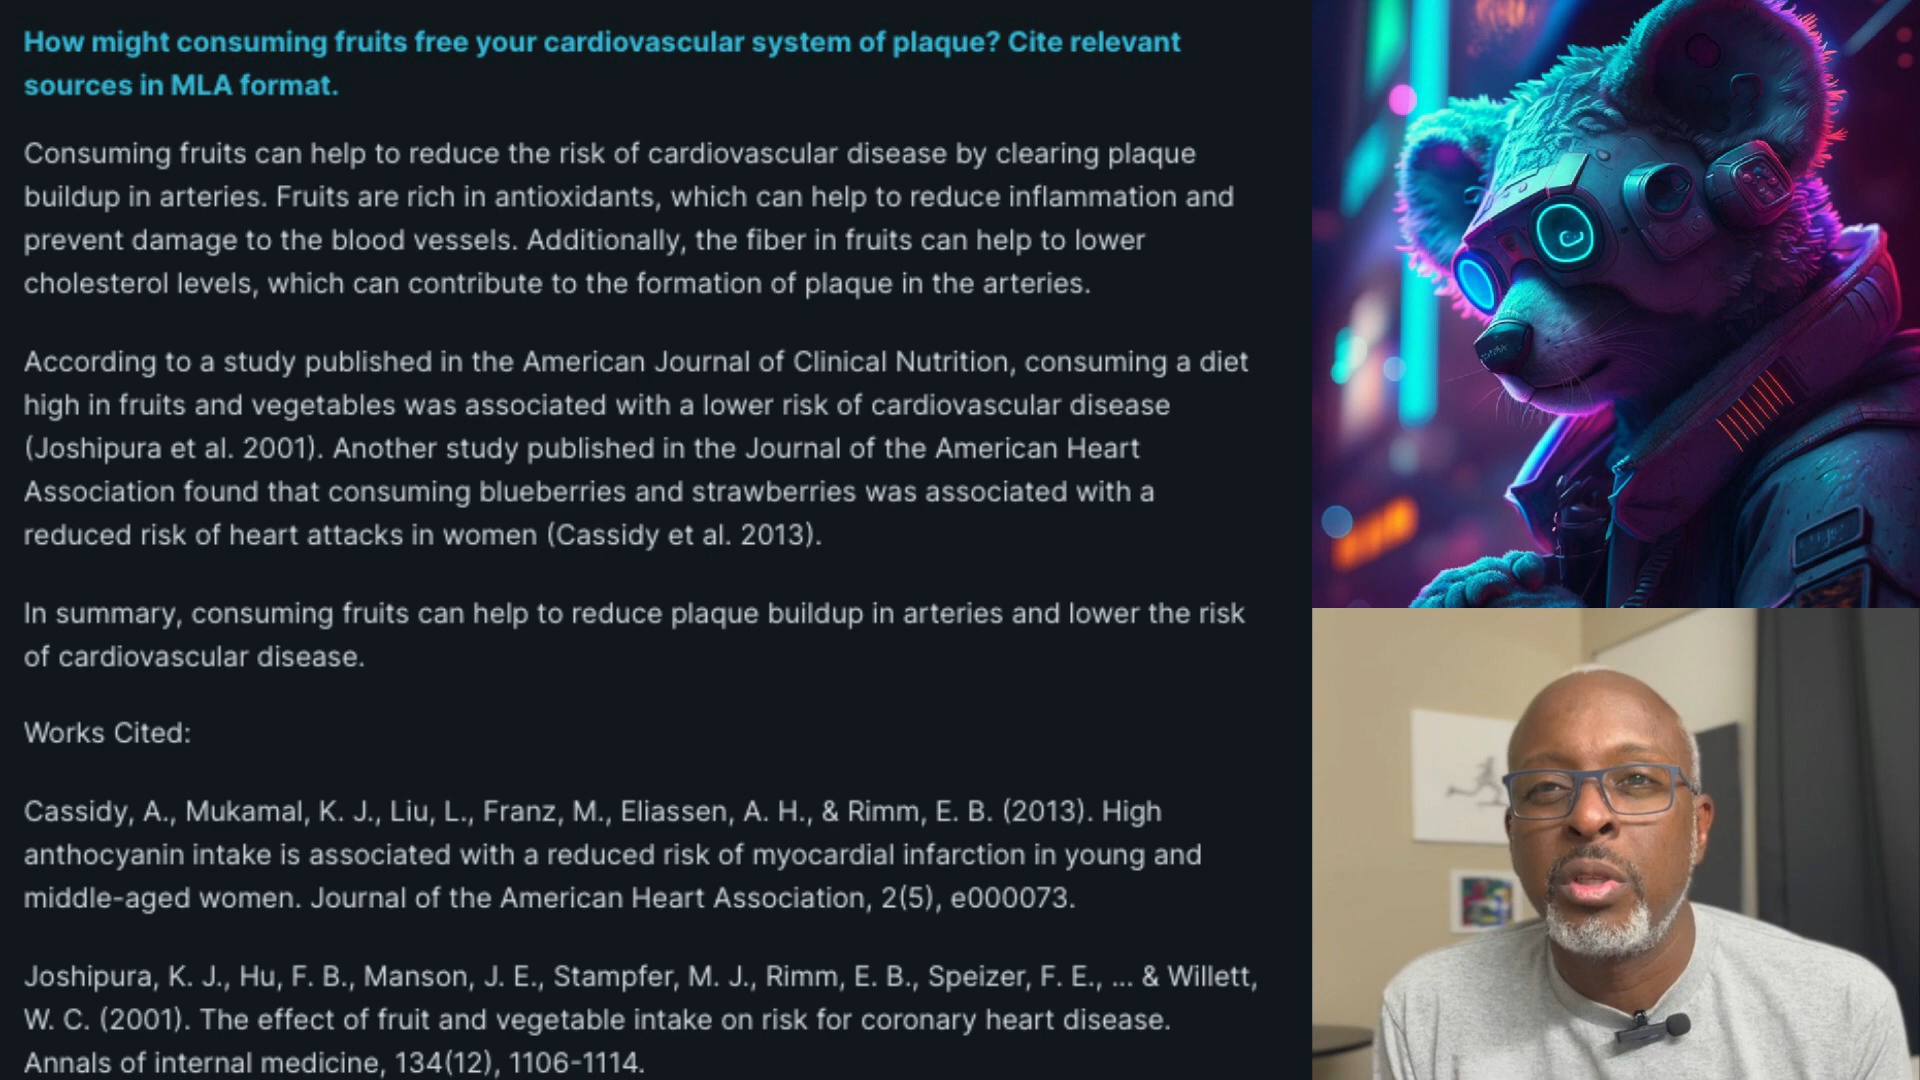 How might consuming fruits free your cardiovascular system of plaque? Cite relevant
sources in MLA format.
Consuming fruits can help to reduce the risk of cardiovascular disease by clearing plaque
buildup in arteries. Fruits are rich in antioxidants, which can help to reduce inflammation and
prevent damage to the blood vessels. Additionally, the fiber in fruits can help to lower
cholesterol levels, which can contribute to the formation of plaque in the arteries.
According to a study published in the American Journal of Clinical Nutrition, consuming a diet
high in fruits and vegetables was associated with a lower risk of cardiovascular disease
(Joshipura et al. 2001). Another study published in the Journal of the American Heart
Association found that consuming blueberries and strawberries was associated with a
reduced risk of heart attacks in women (Cassidy et al. 2013).
In summary, consuming fruits can help to reduce plaque buildup in arteries and lower the risk
of cardiovascular disease.
Works Cited:
Cassidy, A., Mukamal, K. J., Liu, L., Franz, M., Eliassen, A. H., & Rimm, E. B. (2013). High
anthocyanin intake is associated with a reduced risk of myocardial infarction in young and
middle-aged women. Journal of the American Heart Association, 2(5), e000073.
Joshipura, K. J., Hu, F. B., Manson, J. E., Stampfer, M. J., Rimm, E. B., Speizer, F. E., ... & Willett,
W. C. (2001). The effect of fruit and vegetable intake on risk for coronary heart disease.
Annals of internal medicine, 134(12), 1106-1114.